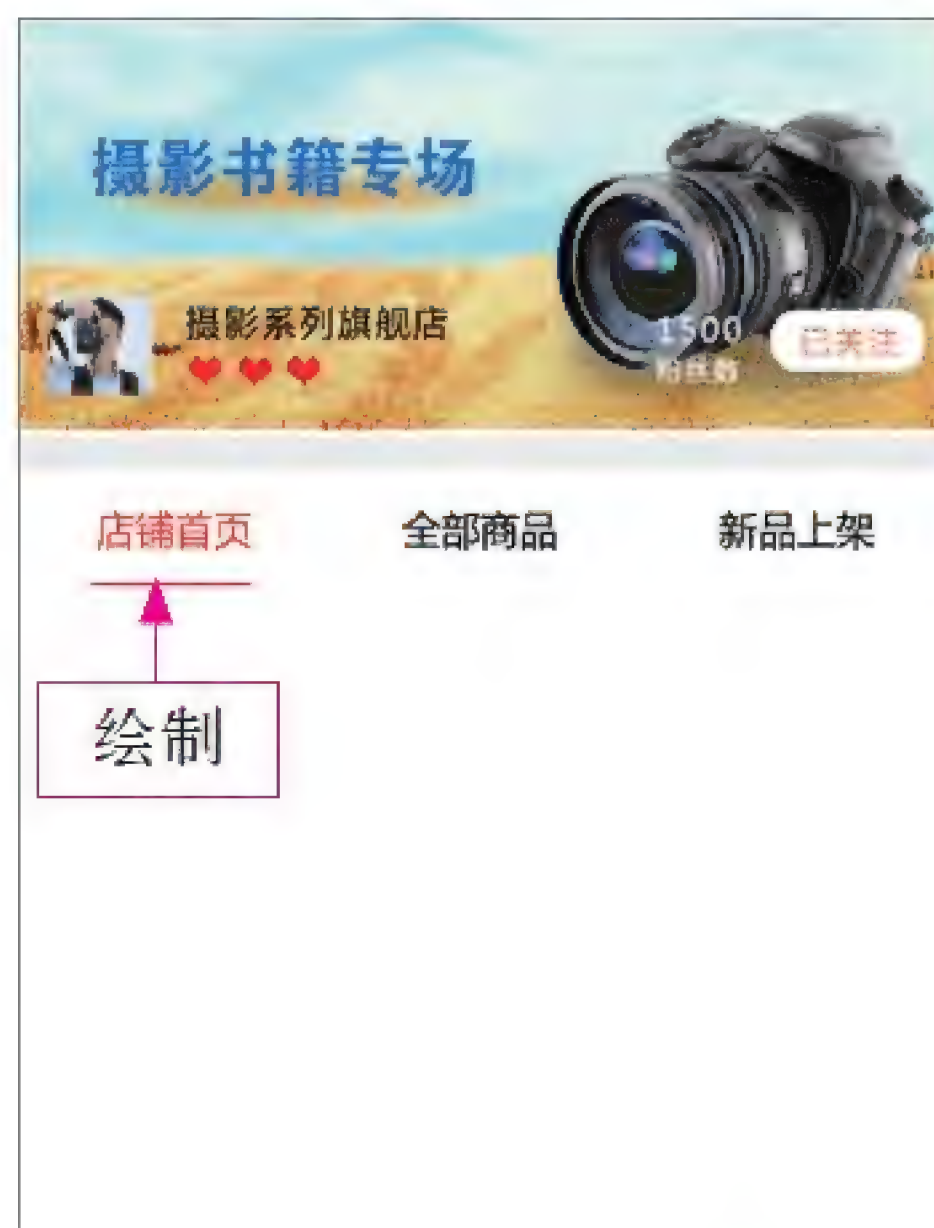 摄影书籍专场
摄影系列旗舰店
1500
粉丝数
已关注
店铺首页
全部商品
新品上架
绘制